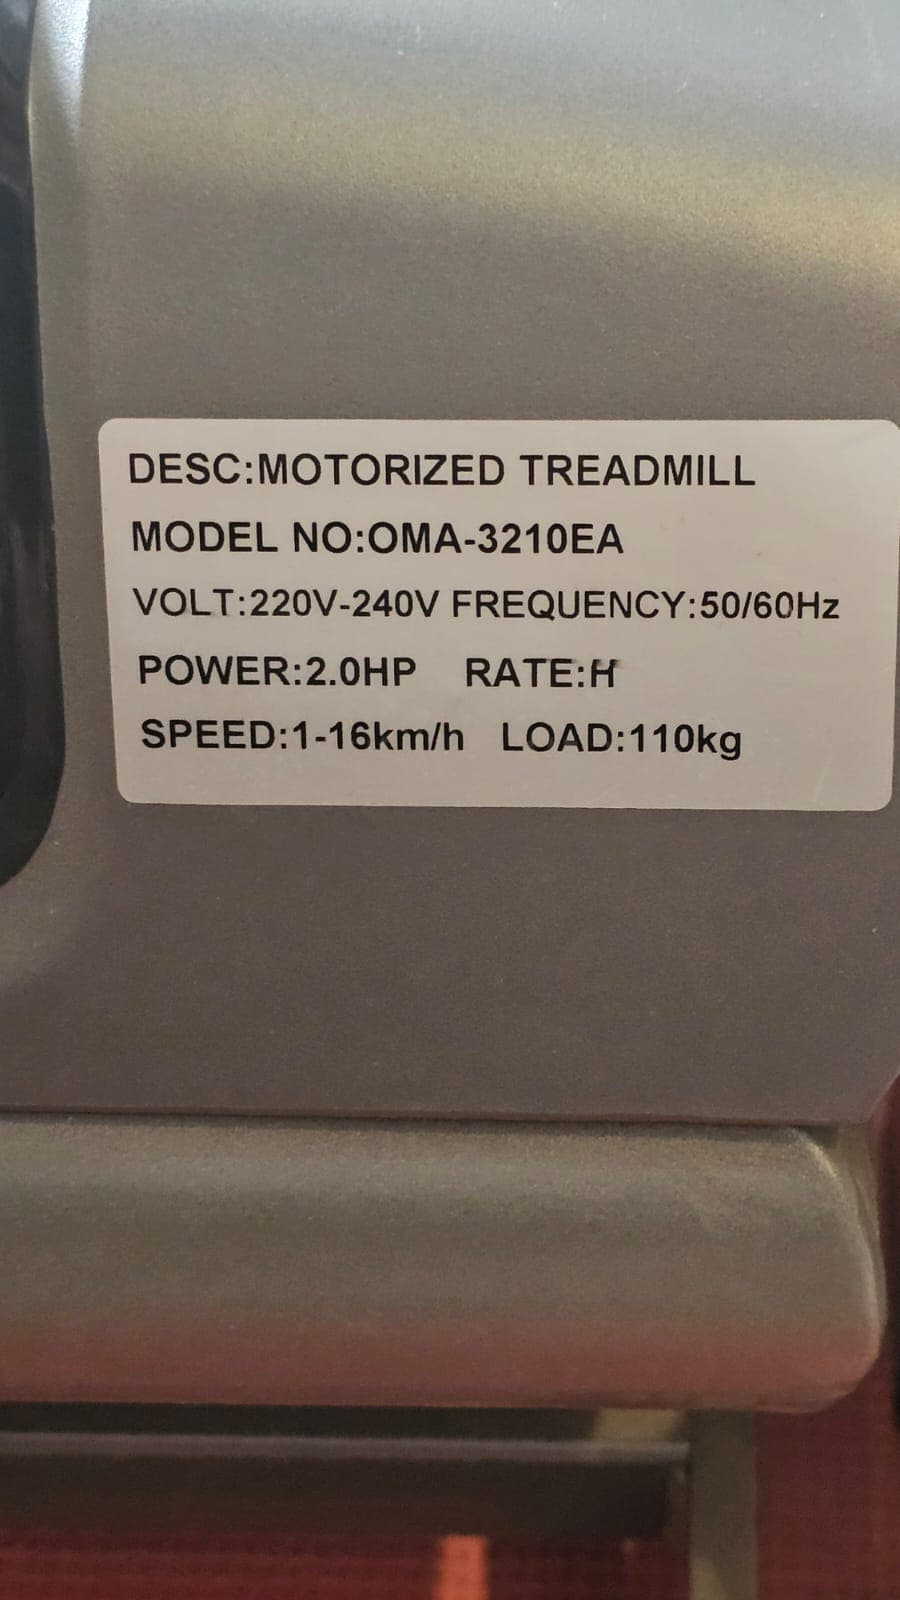 DESC:MOTORIZED TREADMILL
MODEL NO:OMA-3210EA
VOLT:220V-240V FREQUENCY:50/60Hz
POWER:2.0HP RATE:H
SPEED:1-16km/h LOAD:110kg